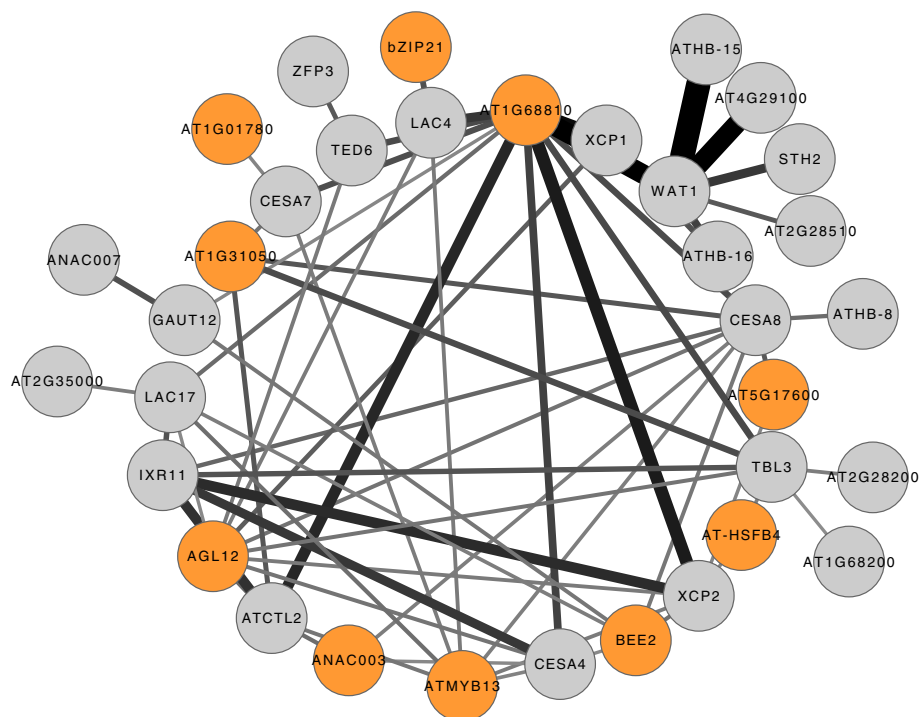 bZIP21
ATHB-15
ZFP3
AT4G29100
AT1G68810
LAC4
AT1G01780
XCP1
TED6
STH2
WAT1
CESA7
AT2G28510
AT1G31050
ATHB-16
ANAC007
GAUT12
CESA8
ATHB-8
AT2G35000
LAC17
AT5G17600
IXR11
TBL3
AT2G28200
AT-HSFB4
AGL12
AT1G68200
XCP2
ATCTL2
BEE2
ANAC003
CESA4
ATMYB13